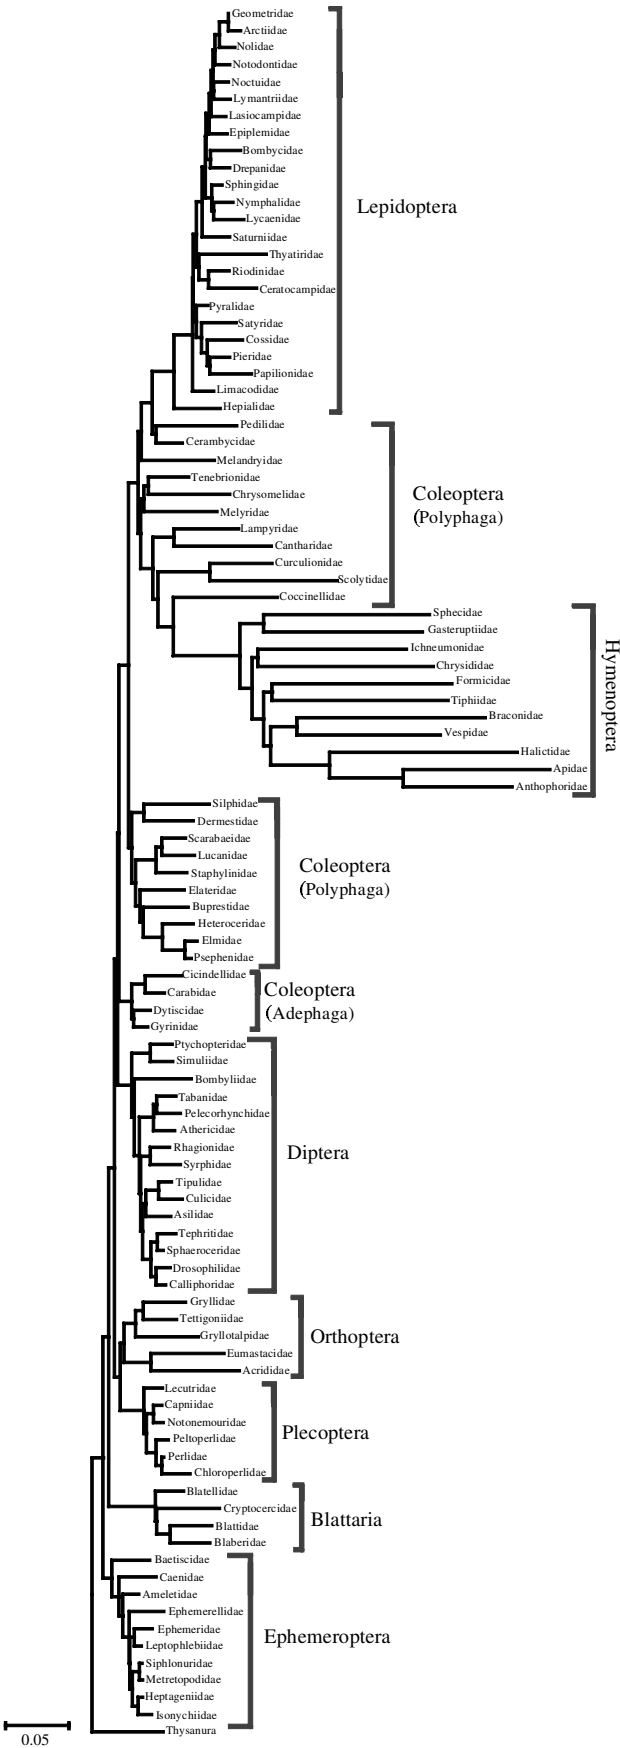 Geometridae
Arctiidae
Nolidae
Notodontidae
Noctuidae
Lymantriidae
Lasiocampidae
Epiplemidae
Bombycidae
Drepanidae
Sphingidae
Nymphalidae
Lycaenidae
Saturniidae
Thyatiridae
Riodinidae
Ceratocampidae
Pyralidae
Satyridae
Cossidae
Pieridae
Papilionidae
Limacodidae
Hepialidae
Lepidoptera
Pedilidae
Cerambycidae
Melandryidae
Tenebrionidae
Chrysomelidae
Melyridae
Lampyridae
Cantharidae
Curculionidae
Scolytidae
Coccinellidae
Coleoptera
(Polyphaga)
Sphecidae
Gasteruptiidae
Ichneumonidae
Chrysididae
Formicidae
Tiphiidae
Braconidae
Vespidae
Halictidae
Apidae
Anthophoridae
Hymenoptera
Silphidae
Dermestidae
Scarabaeidae
Lucanidae
Staphylinidae
Elateridae
Buprestidae
Heteroceridae
Elmidae
Psephenidae
Coleoptera
(Polyphaga)
Cicindellidae
Carabidae
Dytiscidae
Gyrinidae
Coleoptera
(Adephaga)
Ptychopteridae
Simuliidae
Bombyliidae
Tabanidae
Pelecorhynchidae
Athericidae
Rhagionidae
Syrphidae
Tipulidae
Culicidae
Asilidae
Tephritidae
Sphaeroceridae
Drosophilidae
Calliphoridae
Diptera
Gryllidae
Tettigoniidae
Gryllotalpidae
Eumastacidae
Acrididae
Orthoptera
Lecutridae
Capniidae
Notonemouridae
Peltoperlidae
Perlidae
Chloroperlidae
Plecoptera
Blatellidae
Cryptocercidae
Blattidae
Blaberidae
Blattaria
Baetiscidae
Caenidae
Ameletidae
Ephemerellidae
Ephemeridae
Leptophlebiidae
Siphlonuridae
Metretopodidae
Heptageniidae
Isonychiidae
Ephemeroptera
Thysanura
0.05